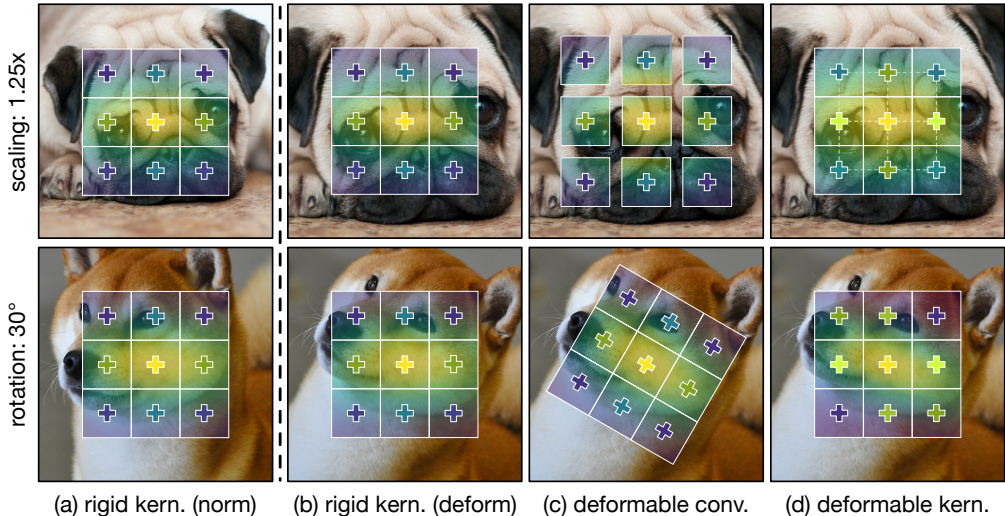 scaling: 1.25x
rotation: 30°
(a) rigid kern. (norm)
(b) rigid kern. (deform)
(c) deformable conv.
(d) deformable kern.